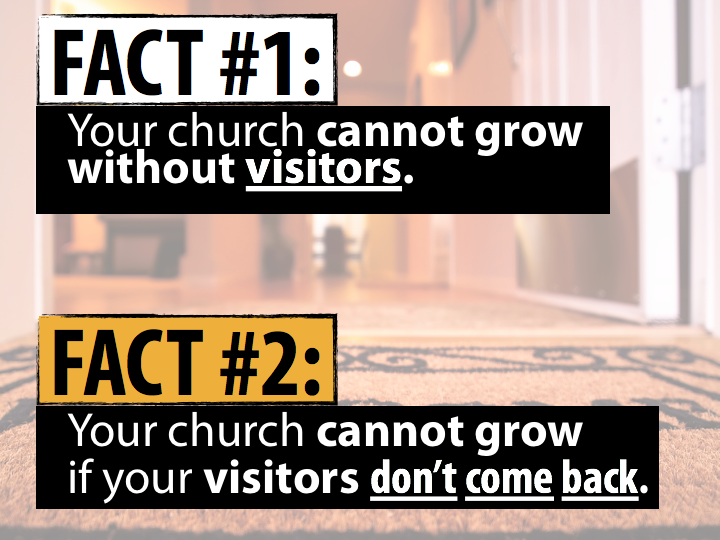 FACT #1:
Your church cannot grow
without visitors.
FACT #2:
Your church cannot grow
if your visitors don't come back.